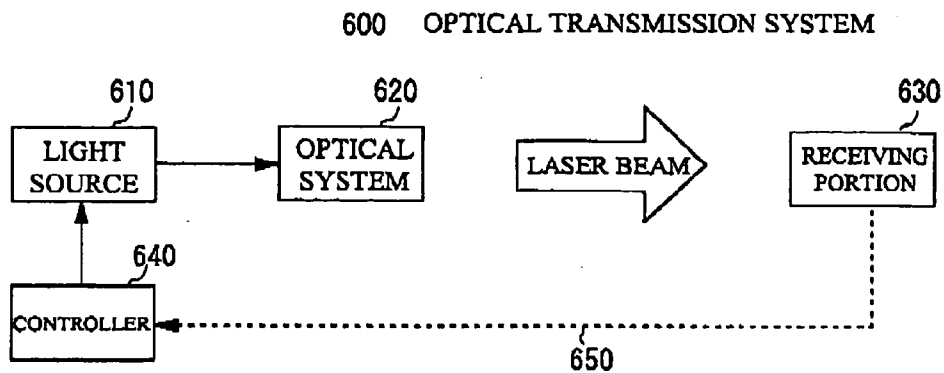 600 OPTICAL TRANSMISSION SYSTEM
610
620
630
LIGHT
SOURCE
OPTICAL
SYSTEM
LASER BEAM
RECEIVING
PORTION
640
CONTROLLER
650